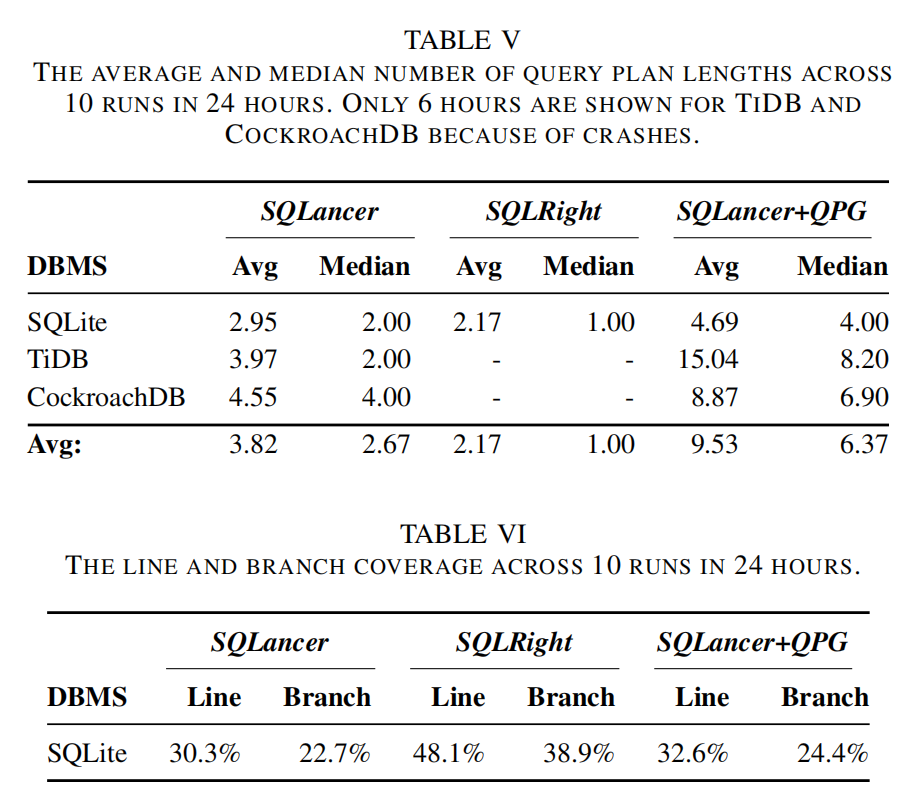 TABLE V
THE AVERAGE AND MEDIAN NUMBER OF QUERY PLAN LENGTHS ACROSS
10 RUNS IN 24 HOURS. ONLY 6 HOURS ARE SHOWN FOR TIDB AND
COCKROACHDB BECAUSE OF CRASHES.
SQLancer SQLRight SQLancer+QPG
DBMS Avg Median Avg Median Avg Median
SQLite 2.95 2.00 2.17 1.00 4.69 4.00
TiDB 3.97 2.00 - - 15.04 8.20
CockroachDB 4.55 4.00 - - 8.87 6.90
Avg: 3.82 2.67 2.17 1.00 9.53 6.37
TABLE VI
THE LINE AND BRANCH COVERAGE ACROSS 10 RUNS IN 24 HOURS.
SQLancer SQLRight SQLancer+QPG
DBMS Line Branch Line Branch Line Branch
SQLite 30.3% 22.7% 48.1% 38.9% 32.6% 24.4%